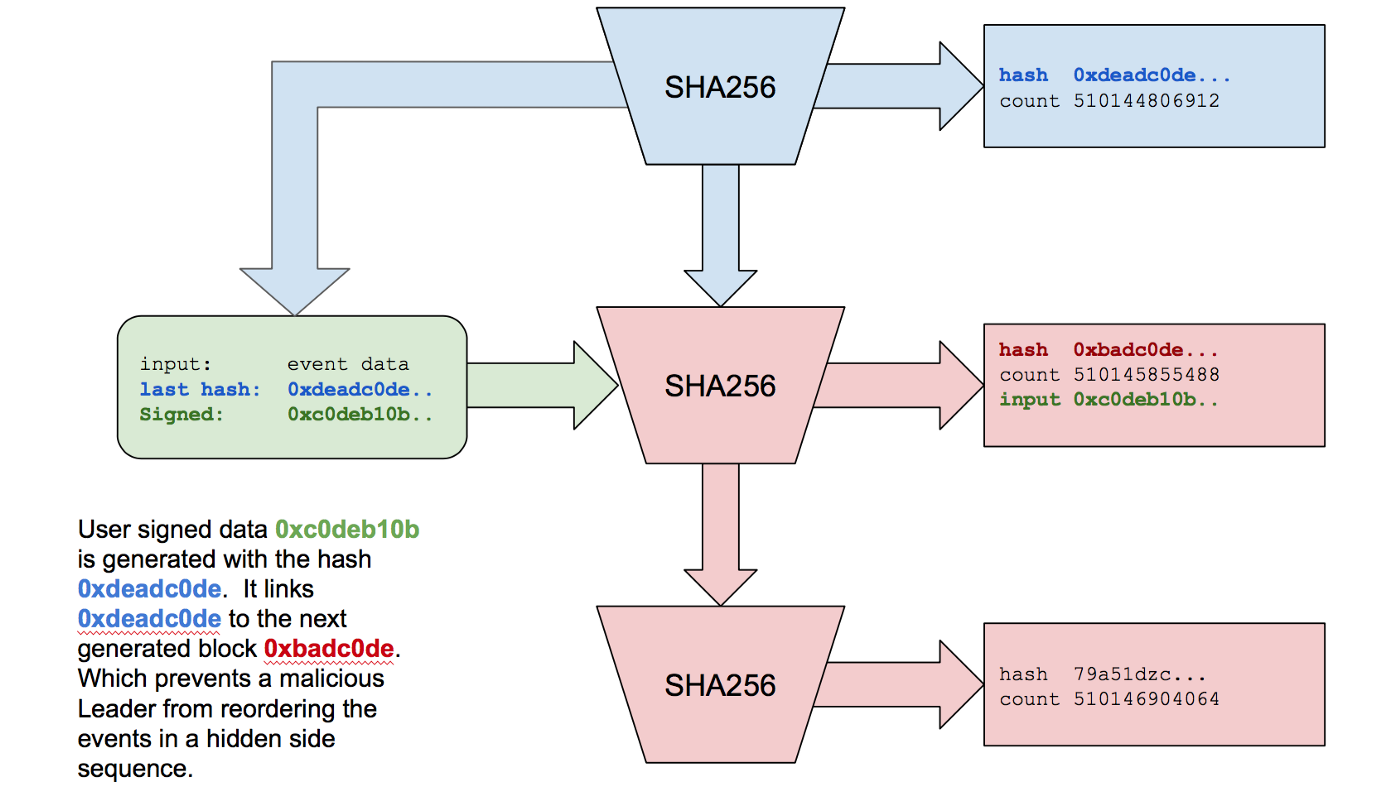 SHA256
hash 0xdeadc0de...
count 510144806912
input: event data
last hash: 0xdeadc0de..
Signed: 0xc0deb10b..
SHA256
hash 0xbadc0de...
count 510145855488
input 0xc0deb10b..
User signed data 0xc0deb10b
is generated with the hash
0xdeadc0de. It links
0xdeadc0de to the next
generated block 0xbadc0de.
Which prevents a malicious
Leader from reordering the
events in a hidden side
sequence.
SHA256
hash 79a51dzc...
count 510146904064